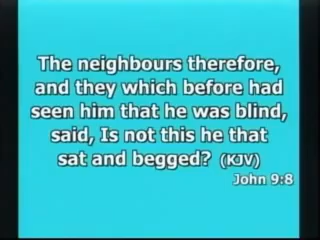 The neighbours therefore,
and they which before had
seen him that he was blind,
said, Is not this he that
sat and begged? (KJV)
John 9:8